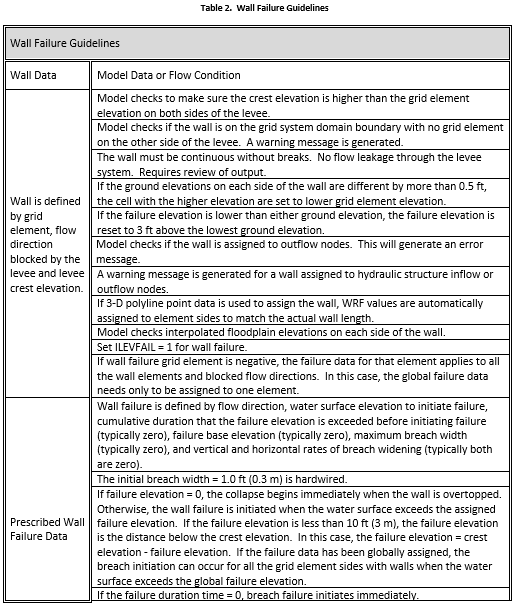 Table 2. Wall Failure Guidelines
Wall Failure Guidelines
Wall Data
Model Data or Flow Condition
Wall is defined
by grid
element, flow
direction
blocked by the
levee and levee
crest elevation.
Model checks to make sure the crest elevation is higher than the grid element
elevation on both sides of the levee.
Model checks if the wall is on the grid system domain boundary with no grid element
on the other side of the levee. A warning message is generated.
The wall must be continuous without breaks. No flow leakage through the levee
system. Requires review of output.
If the ground elevations on each side of the wall are different by more than 0.5 ft,
the cell with the higher elevation are set to lower grid element elevation.
If the failure elevation is lower than either ground elevation, the failure elevation is
reset to 3 ft above the lowest ground elevation.
Model checks if the wall is assigned to outflow nodes. This will generate an error
message.
A warning message is generated for a wall assigned to hydraulic structure inflow or
outflow nodes.
If 3-D polyline point data is used to assign the wall, WRF values are automatically
assigned to element sides to match the actual wall length.
Model checks interpolated floodplain elevations on each side of the wall.
Set ILEVFAIL = 1 for wall failure.
If wall failure grid element is negative, the failure data for that element applies to all
the wall elements and blocked flow directions. In this case, the global failure data
needs only to be assigned to one element.
Prescribed Wall
Failure Data
Wall failure is defined by flow direction, water surface elevation to initiate failure,
cumulative duration that the failure elevation is exceeded before initiating failure
(typically zero), failure base elevation (typically zero), maximum breach width
(typically zero), and vertical and horizontal rates of breach widening (typically both
are zero).
The initial breach width = 1.0 ft (0.3 m) is hardwired.
If failure elevation = 0, the collapse begins immediately when the wall is overtopped.
Otherwise, the wall failure is initiated when the water surface exceeds the assigned
failure elevation. If the failure elevation is less than 10 ft (3 m), the failure elevation
is the distance below the crest elevation. In this case, the failure elevation = crest
elevation - failure elevation. If the failure data has been globally assigned, the
breach initiation can occur for all the grid element sides with walls when the water
surface exceeds the global failure elevation.
If the failure duration time = 0, breach failure initiates immediately.